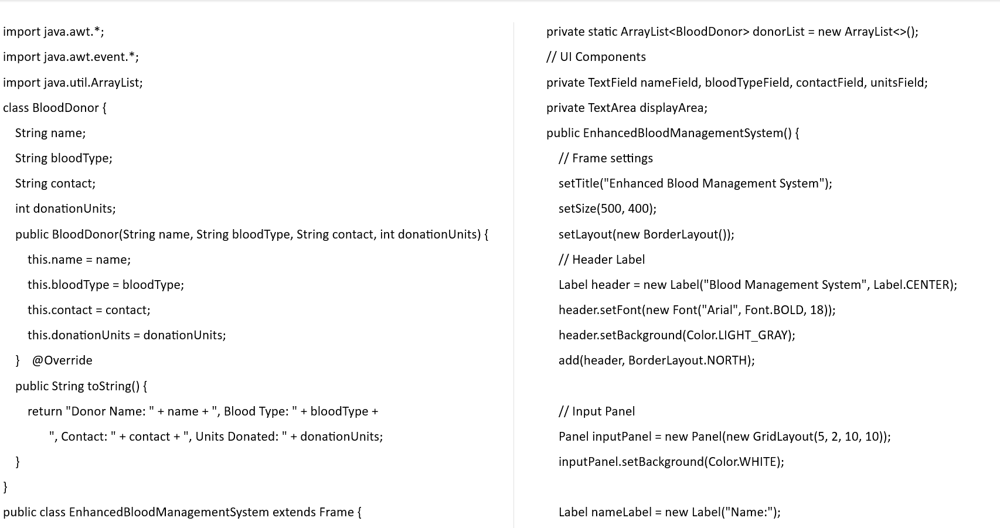 import java.awt.*;
import java.awt.event.*;
import java.util.ArrayList;
class BloodDonor {
String name;
String bloodType;
String contact;
int donationUnits;
public BloodDonor(String name, String bloodType, String contact, int donationUnits) {
this.name = name;
this.bloodType = bloodType;
this.contact = contact;
this.donationUnits = donationUnits;
} @Override
public String toString() {
return "Donor Name: " + name + ", Blood Type: " + bloodType +
", Contact: " + contact + ", Units Donated: " + donationUnits;
}
}
public class EnhancedBloodManagementSystem extends Frame {
private static ArrayList<BloodDonor> donorList = new ArrayList<>();
// UI Components
private TextField nameField, bloodTypeField, contactField, unitsField;
private TextArea displayArea;
public EnhancedBloodManagementSystem() {
// Frame settings
setTitle("Enhanced Blood Management System");
setSize(500, 400);
setLayout(new BorderLayout());
// Header Label
Label header = new Label("Blood Management System", Label.CENTER);
header.setFont(new Font("Arial", Font.BOLD, 18));
header.setBackground(Color.LIGHT_GRAY);
add(header, BorderLayout.NORTH);
// Input Panel
Panel inputPanel = new Panel(new GridLayout(5, 2, 10, 10));
inputPanel.setBackground(Color.WHITE);
Label nameLabel = new Label("Name:");